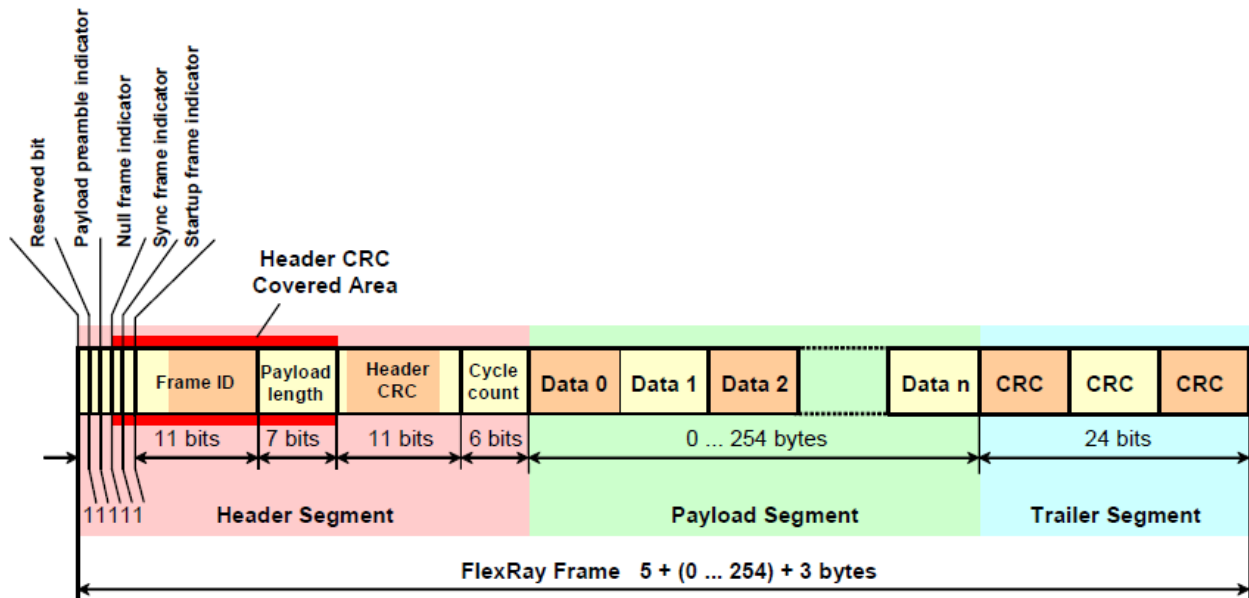 Reserved bit
Payload preamble indicator
Null frame indicator
Sync frame indicator
Startup frame indicator
Header CRC
Covered Area
Frame ID
Payload
length
Header
CRC
Cycle
count
Data 0
Data 1
Data 2
Data n
CRC
CRC
CRC
11 bits
7 bits
11 bits
6 bits
0 ... 254 bytes
24 bits
11111
Header Segment
Payload Segment
Trailer Segment
FlexRay Frame 5 + (0 ... 254) + 3 bytes